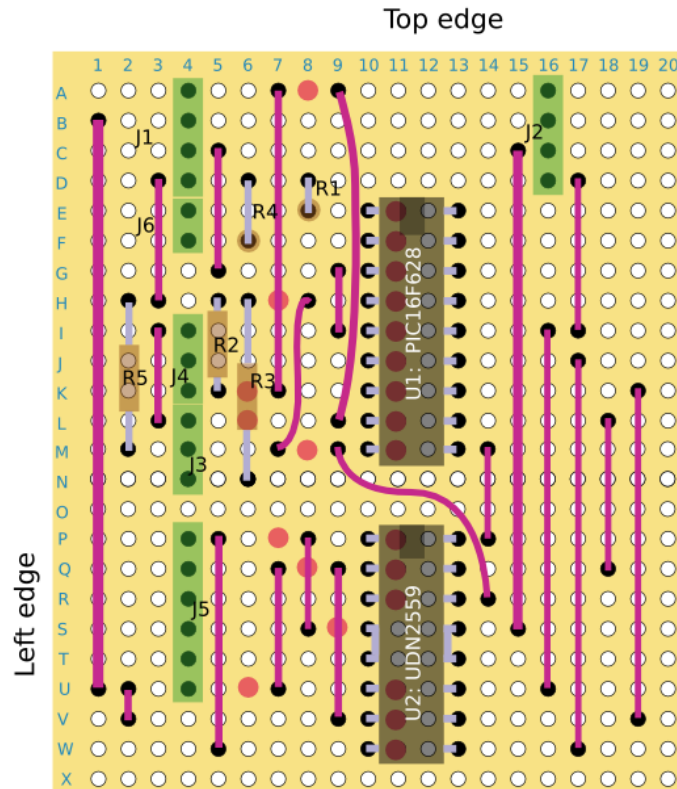 Top edge
1 2 3 4 5 6 7 8 9 10 11 12 13 14 15 16 17 18 19 20
A
B
J1
J2
C
D
R1
E
R4
J6
F
G
H
I
R2
J
R5
J4
R3
K
L
M
J3
N
O
P
Q
R
J5
S
T
U
V
W
X
U1: PIC16F628
U2: UDN2559
Left edge